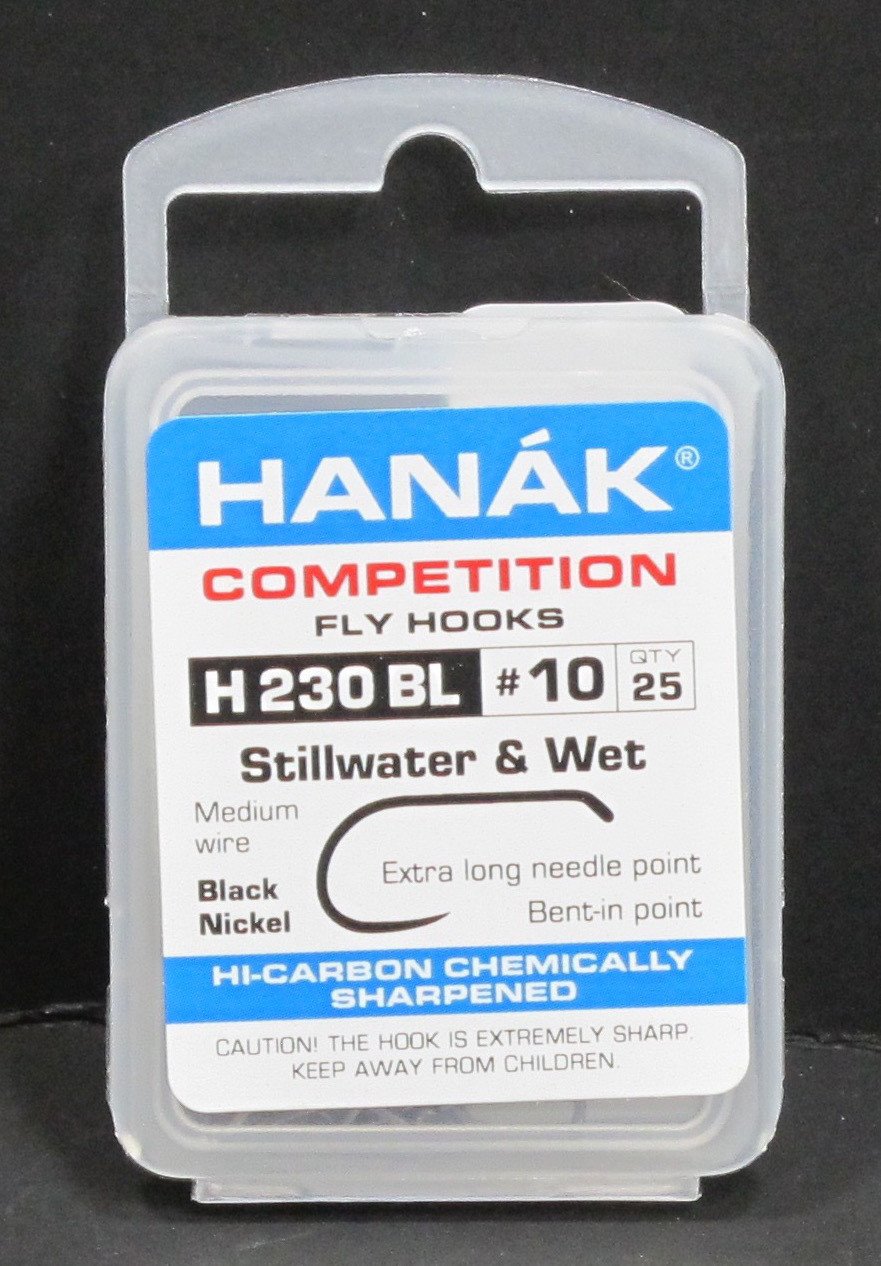 HANÁK®
COMPETITION
FLY HOOKS
H 230 BL #10 QTY 25
Stillwater & Wet
Medium
wire
Extra long needle point
Black
Nickel
Bent-in point
HI-CARBON CHEMICALLY
SHARPENED
CAUTION! THE HOOK IS EXTREMELY SHARP.
KEEP AWAY FROM CHILDREN.